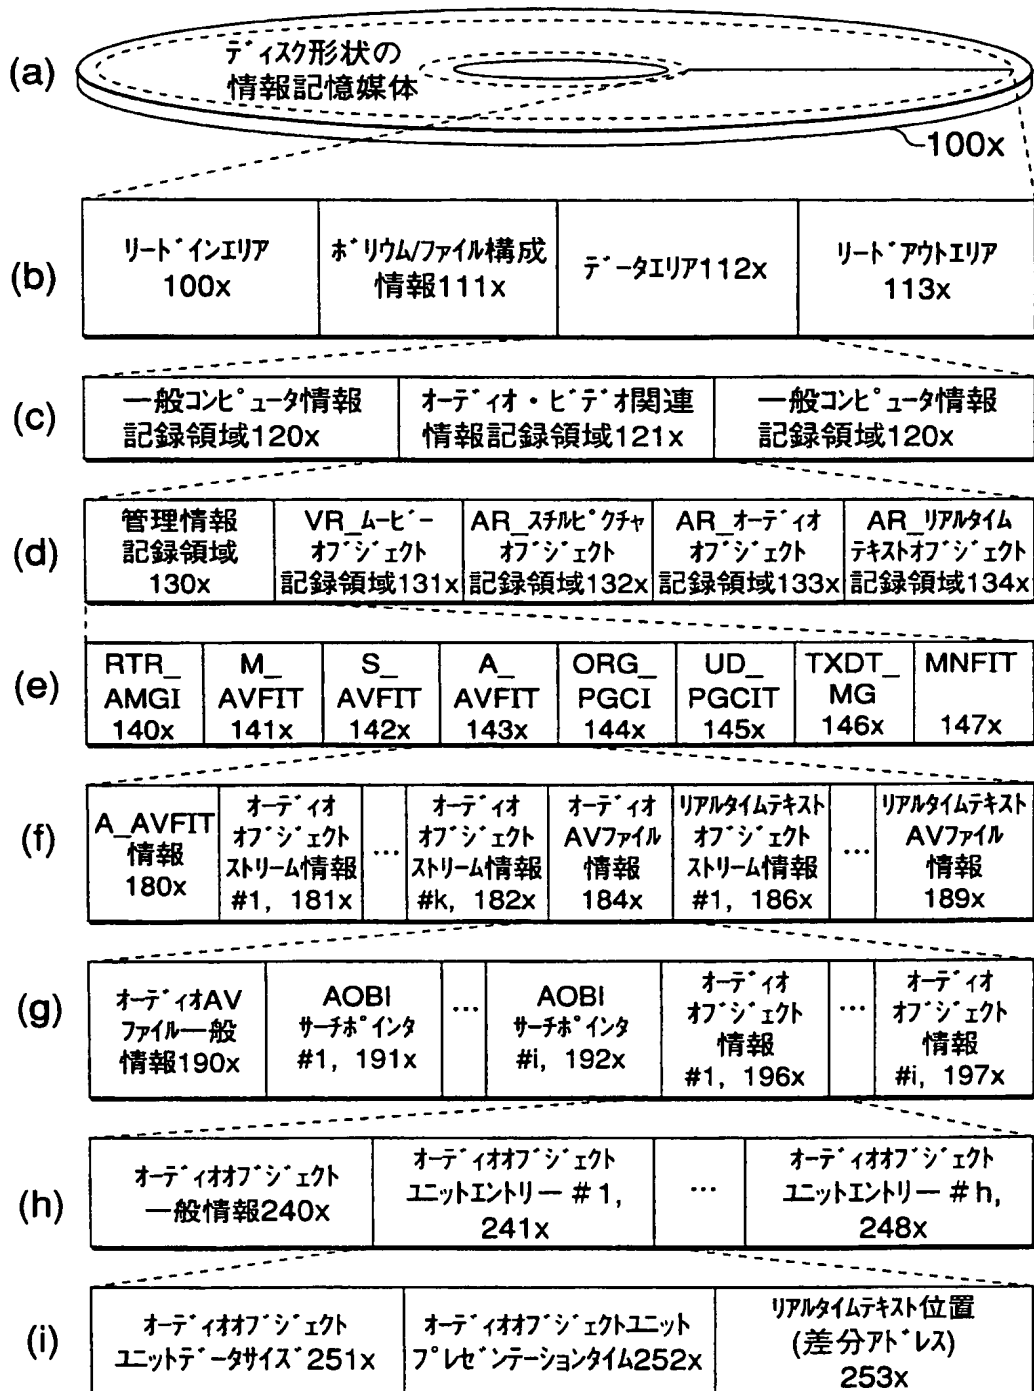 (a)
ディスク形状の
情報記憶媒体
100x
(b)
リードインエリア
100x
ボリウム/ファイル構成
情報111x
データエリア112x
リードアウトエリア
113x
(c)
一般コンピュータ情報
記録領域120x
オーディオ・ビデオ関連
情報記録領域121x
一般コンピュータ情報
記録領域120x
(d)
管理情報
記録領域
130x
VR_ムービー
オブジェクト
記録領域131x
AR_スチルピクチャ
オブジェクト
記録領域132x
AR_オーディオ
オブジェクト
記録領域133x
AR_リアルタイム
テキストオブジェクト
記録領域134x
(e)
RTR_
AMGI
140x
M_
AVFIT
141x
S_
AVFIT
142x
A_
AVFIT
143x
ORG_
PGCI
144x
UD_
PGCIT
145x
TXDT_
MG
146x
MNFIT
147x
(f)
A_AVFIT
情報
180x
オーディオ
オブジェクト
ストリーム情報
#1, 181x
…
オーディオ
オブジェクト
ストリーム情報
#k, 182x
オーディオ
AVファイル
情報
184x
リアルタイムテキスト
オブジェクト
ストリーム情報
#1, 186x
…
リアルタイムテキスト
AVファイル
情報
189x
(g)
オーディオAV
ファイル一般
情報190x
AOBI
サーチポインタ
#1, 191x
…
AOBI
サーチポインタ
#i, 192x
オーディオ
オブジェクト
情報
#1, 196x
…
オーディオ
オブジェクト
情報
#i, 197x
(h)
オーディオオブジェクト
一般情報240x
オーディオオブジェクト
ユニットエントリー#1,
241x
…
オーディオオブジェクト
ユニットエントリー#h,
248x
(i)
オーディオオブジェクト
ユニットデータサイズ251x
オーディオオブジェクトユニット
プレゼンテーションタイム252x
リアルタイムテキスト位置
(差分アドレス)
253x